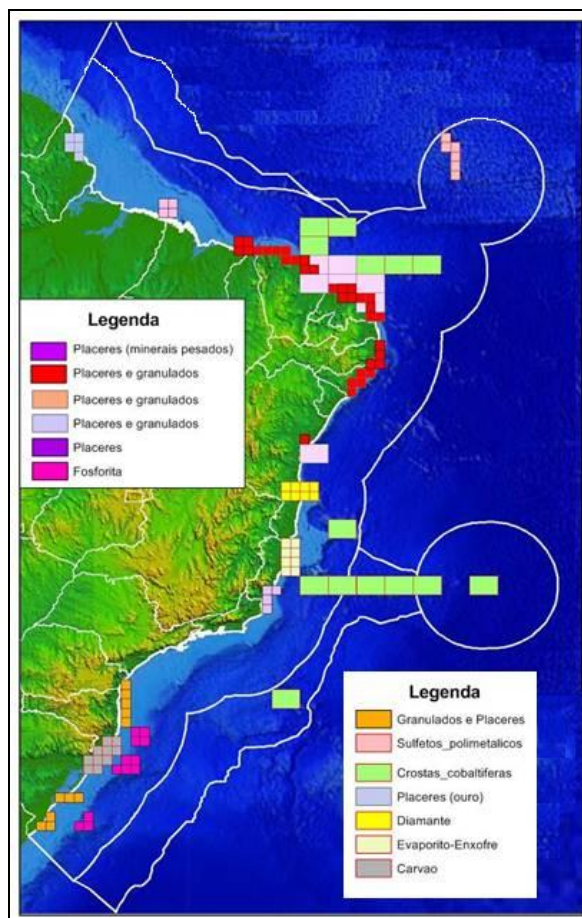 Legenda
Placeres (minerais pesados)
Placeres e granulados
Placeres e granulados
Placeres e granulados
Placeres
Fosforita
Legenda
Granulados e Placeres
Sulfetos_polimetalicos
Crostas_cobaltíferas
Placeres (ouro)
Diamante
Evaporito-Enxofre
Carvao